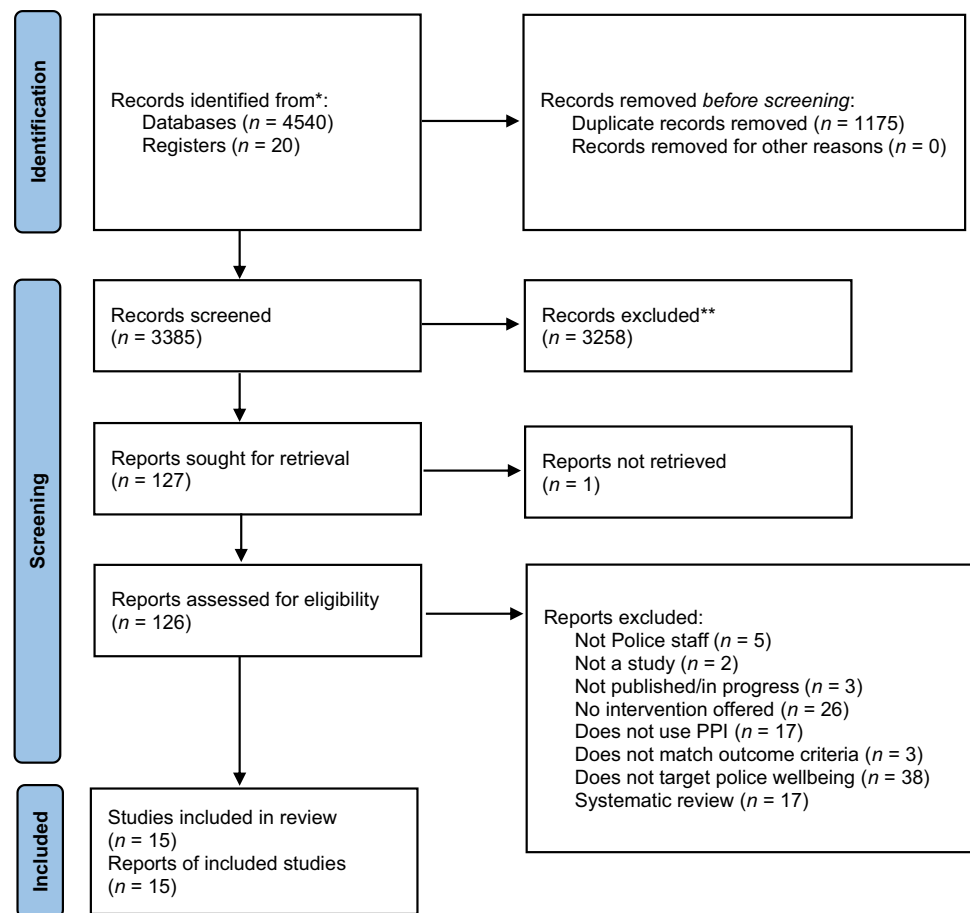 Identification
Records identified from*:
Databases (n = 4540)
Registers (n = 20)
Records removed before screening:
Duplicate records removed (n = 1175)
Records removed for other reasons (n = 0)
Screening
Records screened
(n = 3385)
Records excluded**
(n = 3258)
Reports sought for retrieval
(n = 127)
Reports not retrieved
(n = 1)
Reports assessed for eligibility
(n = 126)
Reports excluded:
Not Police staff (n = 5)
Not a study (n = 2)
Not published/in progress (n = 3)
No intervention offered (n = 26)
Does not use PPI (n = 17)
Does not match outcome criteria (n = 3)
Does not target police wellbeing (n = 38)
Systematic review (n = 17)
Included
Studies included in review
(n = 15)
Reports of included studies
(n = 15)